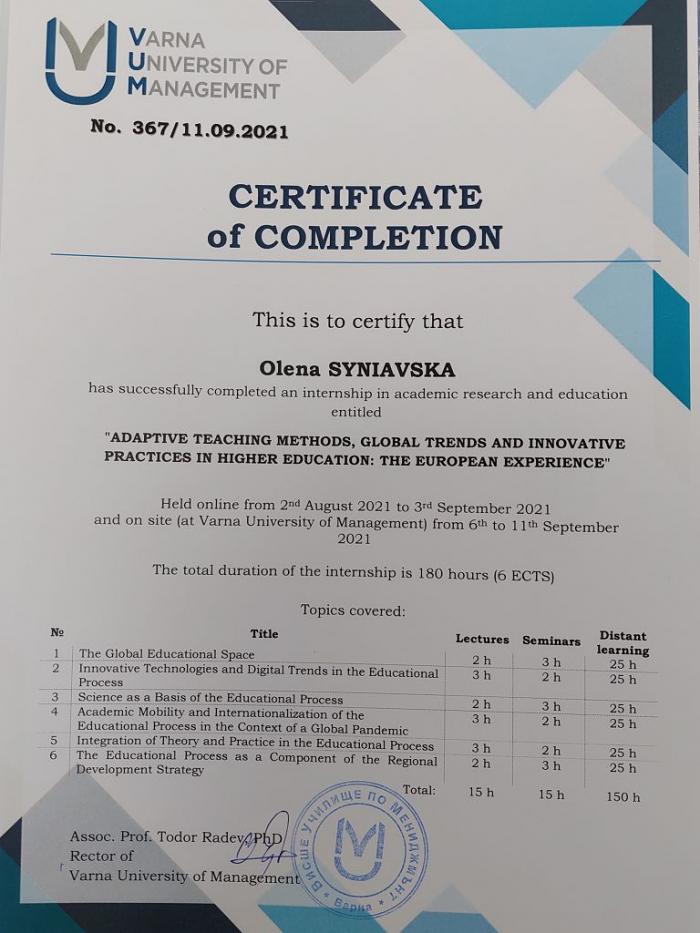 VARNA
UNIVERSITY OF
MANAGEMENT
No. 367/11.09.2021
CERTIFICATE
of COMPLETION
This is to certify that
Olena SYNIAVSKA
has successfully completed an internship in academic research and education
entitled
"ADAPTIVE TEACHING METHODS, GLOBAL TRENDS AND INNOVATIVE
PRACTICES IN HIGHER EDUCATION: THE EUROPEAN EXPERIENCE"
Held online from 2nd August 2021 to 3rd September 2021
and on site (at Varna University of Management) from 6th to 11th September
2021
The total duration of the internship is 180 hours (6 ECTS)
Topics covered:
№ Title Lectures Seminars Distant learning
1 The Global Educational Space 2 h 3 h 25 h
2 Innovative Technologies and Digital Trends in the Educational 3 h 2 h 25 h
Process
3 Science as a Basis of the Educational Process 2 h 3 h 25 h
4 Academic Mobility and Internationalization of the 3 h 2 h 25 h
Educational Process in the Context of a Global Pandemic
5 Integration of Theory and Practice in the Educational Process 3 h 2 h 25 h
6 The Educational Process as a Component of the Regional 2 h 3 h 25 h
Development Strategy
Total: 15 h 15 h 150 h
Assoc. Prof. Todor Radev, PhD
Rector of
Varna University of Management
ВИСШЕ УЧИЛИЩЕ ПО МЕНИДЖМЪНТ
* Варна *